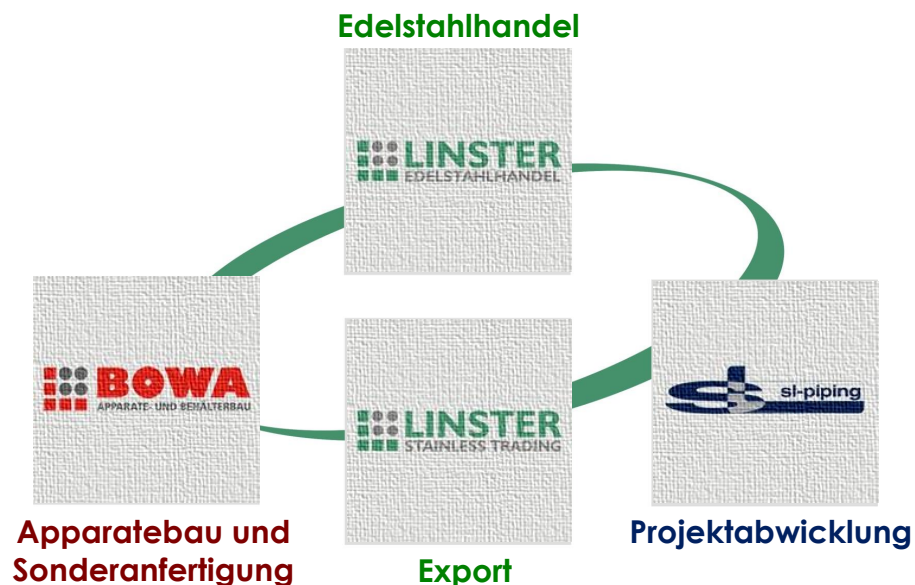 Edelstahlhandel
LINSTER
EDELSTAHLHANDEL
BOWA
APPARATE- UND BEHÄLTERBAU
LINSTER
STAINLESS TRADING
sl-piping
Apparatebau und
Sonderanfertigung
Export
Projektabwicklung